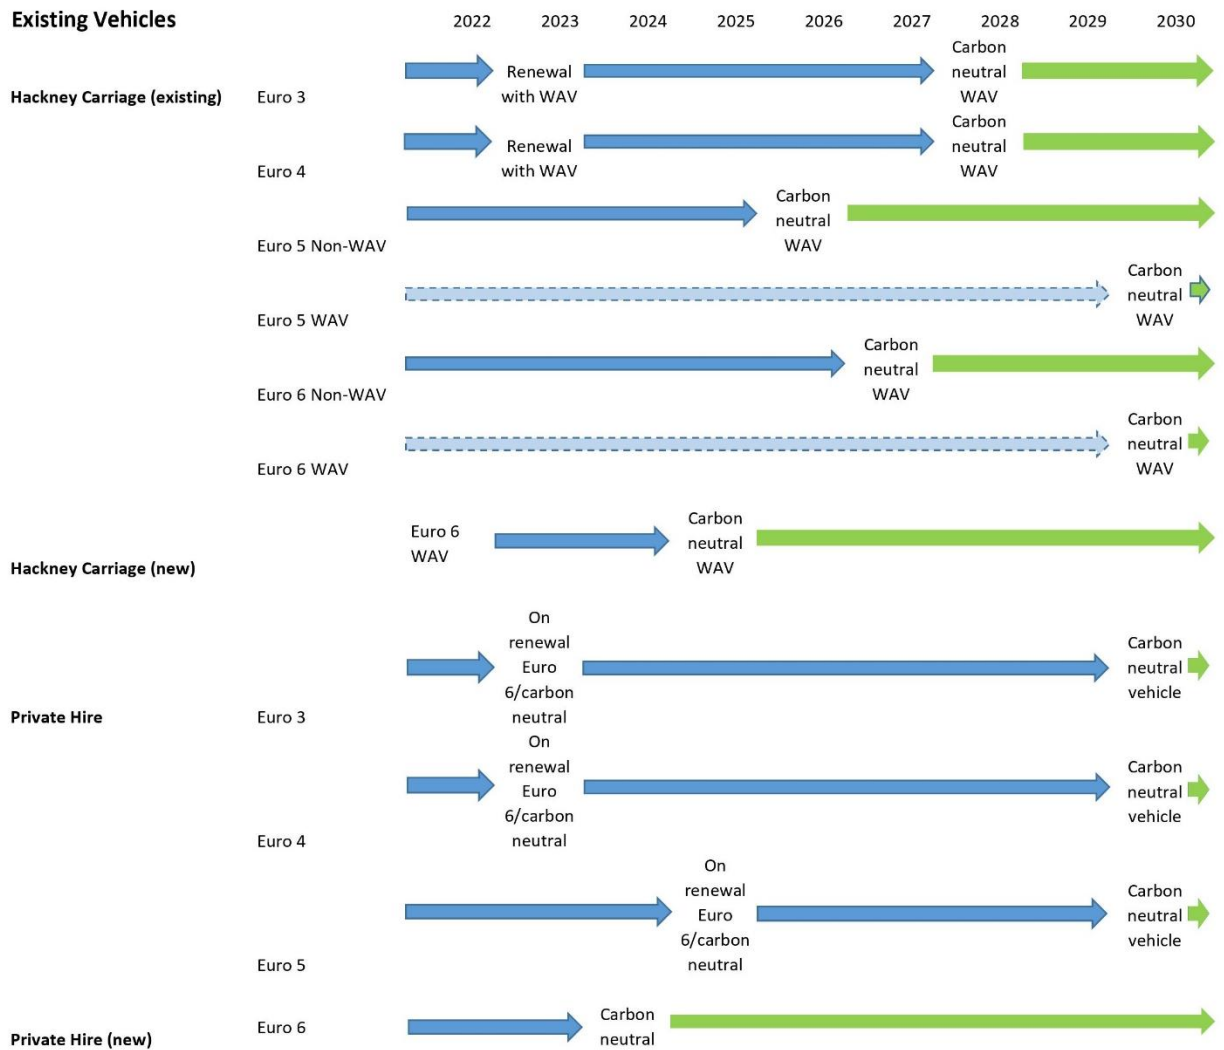 Existing Vehicles 2022 2023 2024 2025 2026 2027 2028 2029 2030
Hackney Carriage (existing) Euro 3
Renewal
with WAV
Carbon
neutral
WAV
Euro 4
Renewal
with WAV
Carbon
neutral
WAV
Euro 5 Non-WAV
Carbon
neutral
WAV
Euro 5 WAV
Carbon
neutral
WAV
Euro 6 Non-WAV
Carbon
neutral
WAV
Euro 6 WAV
Carbon
neutral
WAV
Hackney Carriage (new)
Euro 6
WAV
Carbon
neutral
WAV
Private Hire Euro 3
On
renewal
Euro
6/carbon
neutral
Carbon
neutral
vehicle
Euro 4
On
renewal
Euro
6/carbon
neutral
Carbon
neutral
vehicle
Euro 5
On
renewal
Euro
6/carbon
neutral
Carbon
neutral
vehicle
Private Hire (new) Euro 6
Carbon
neutral